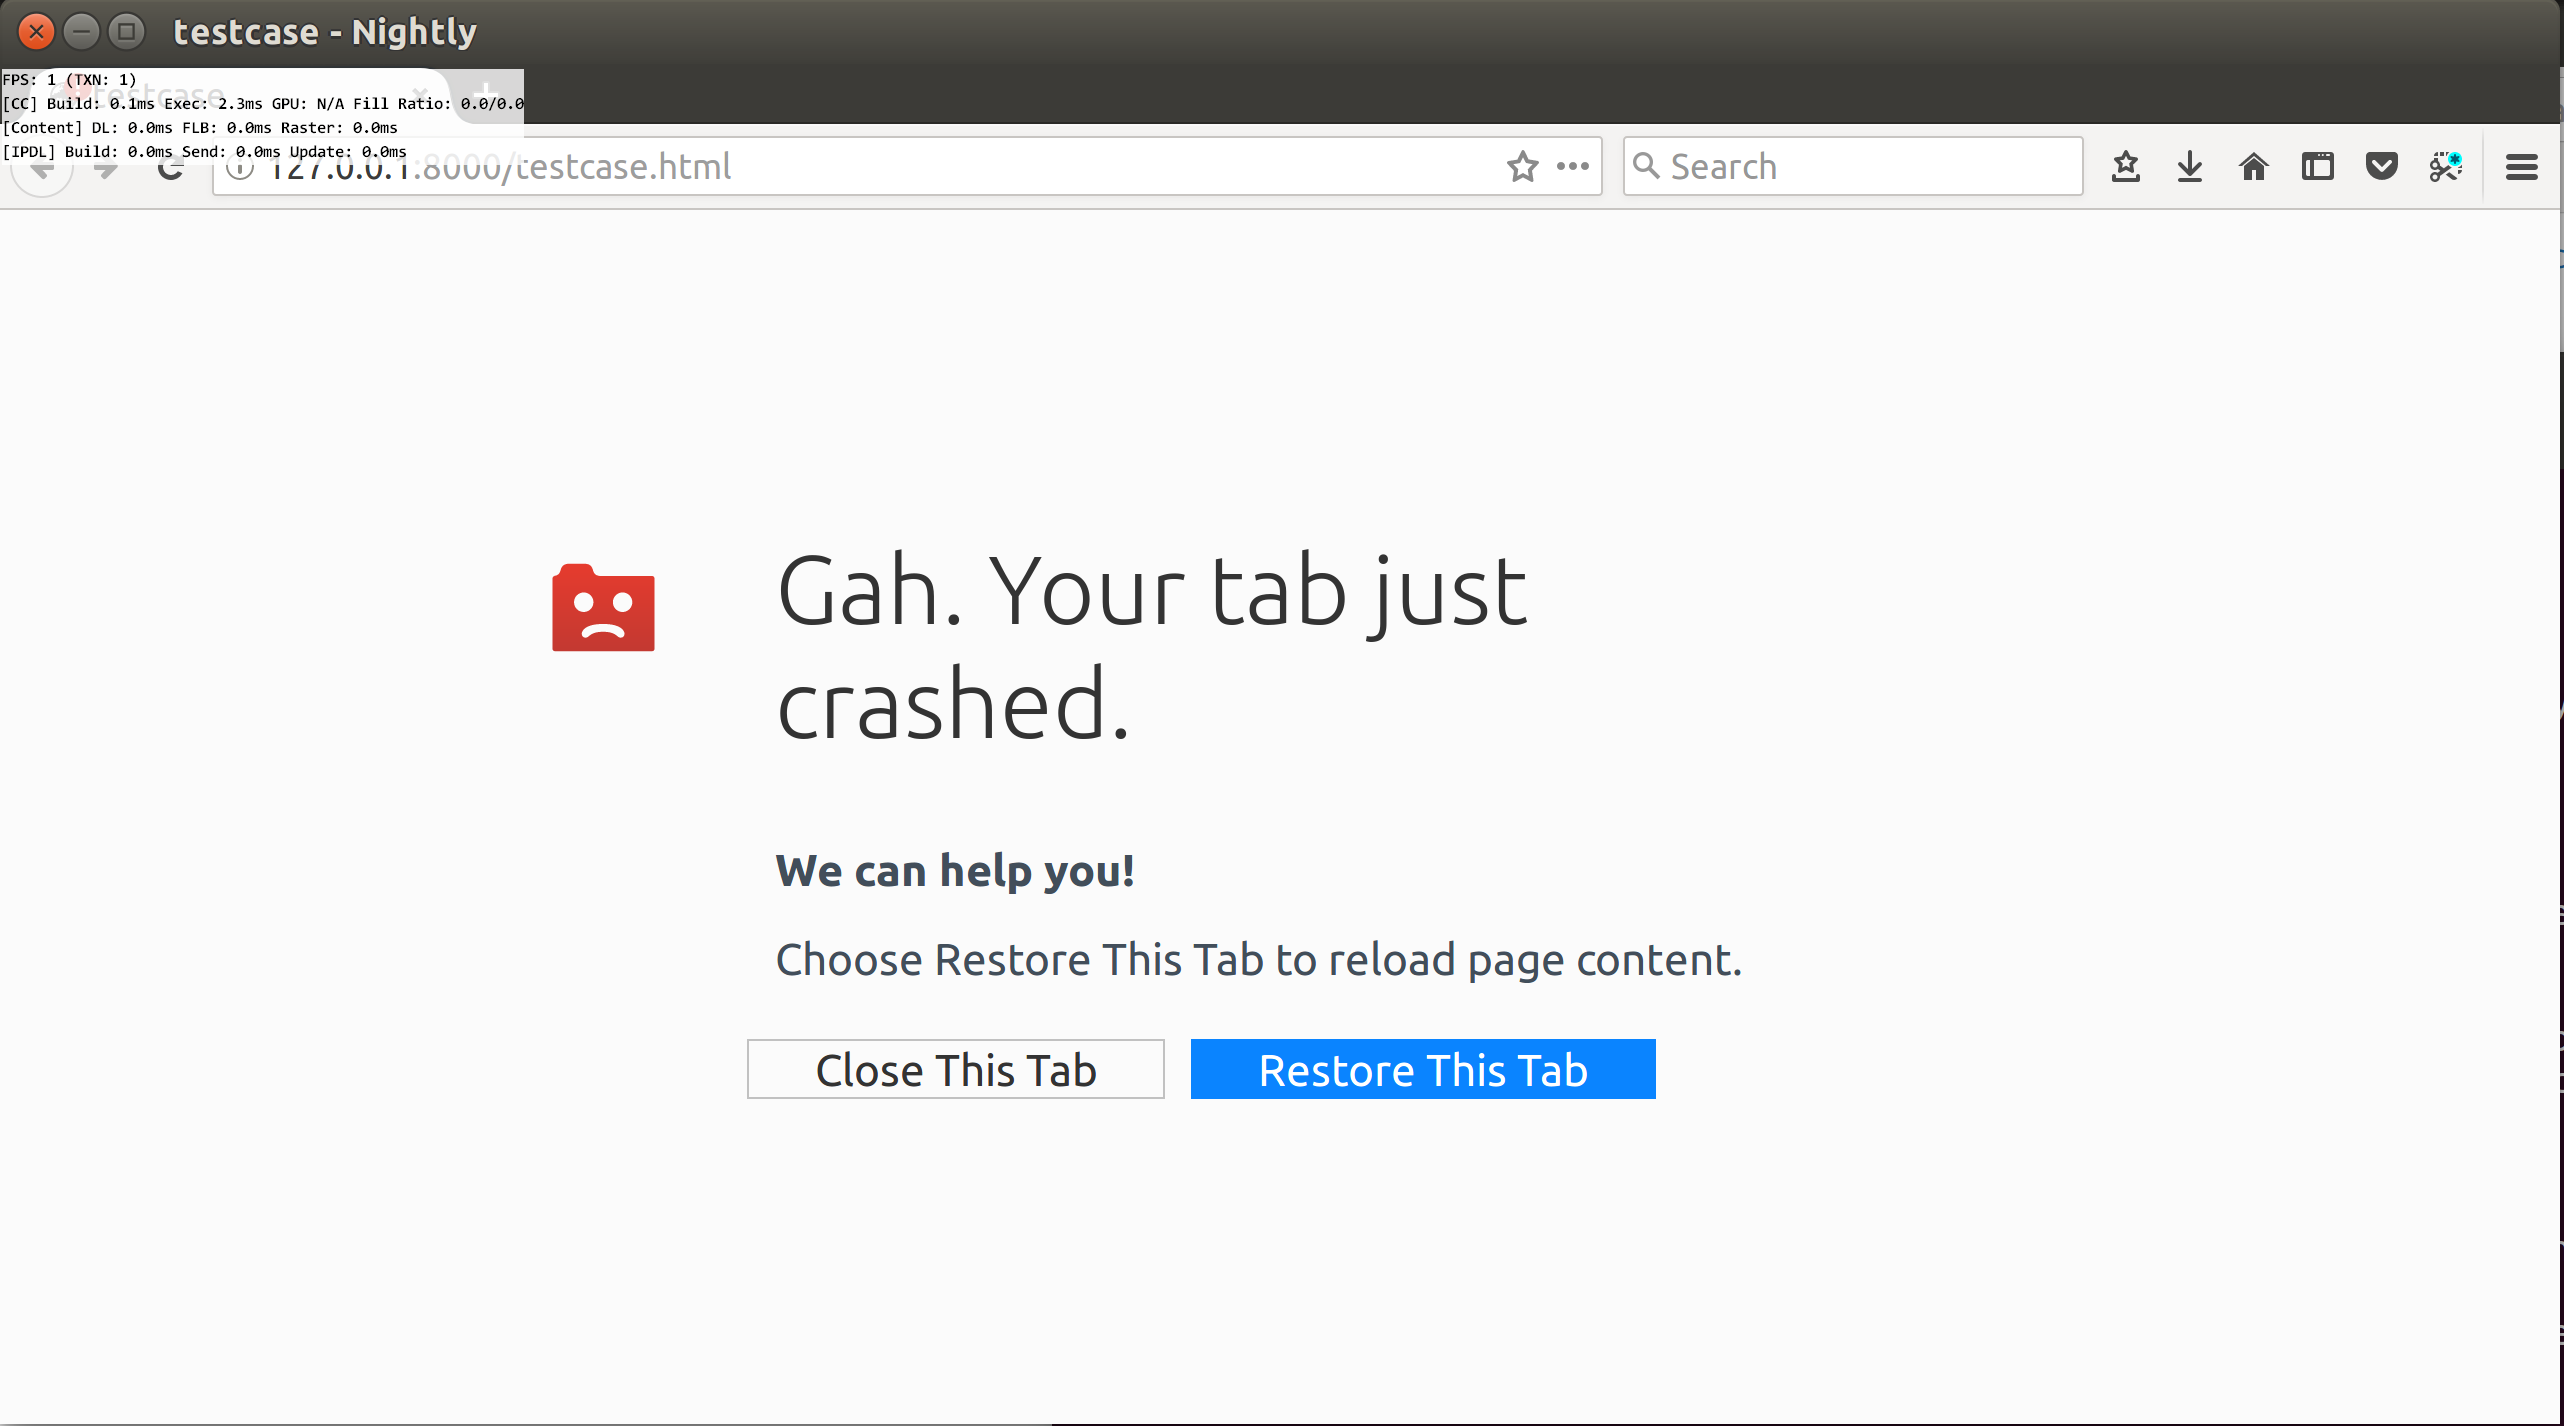 testcase - Nightly
FPS: 1 (TXN: 1)
testcase
[CC] Build: 0.1ms Exec: 2.3ms GPU: N/A Fill Ratio: 0.0/0.0
[Content] DL: 0.0ms FLB: 0.0ms Raster: 0.0ms
[IPDL] Build: 0.0ms Send: 0.0ms Update: 0.0ms
127.0.0.1:8000/testcase.html
Search
Gah. Your tab just
crashed.
We can help you!
Choose Restore This Tab to reload page content.
Close This Tab
Restore This Tab